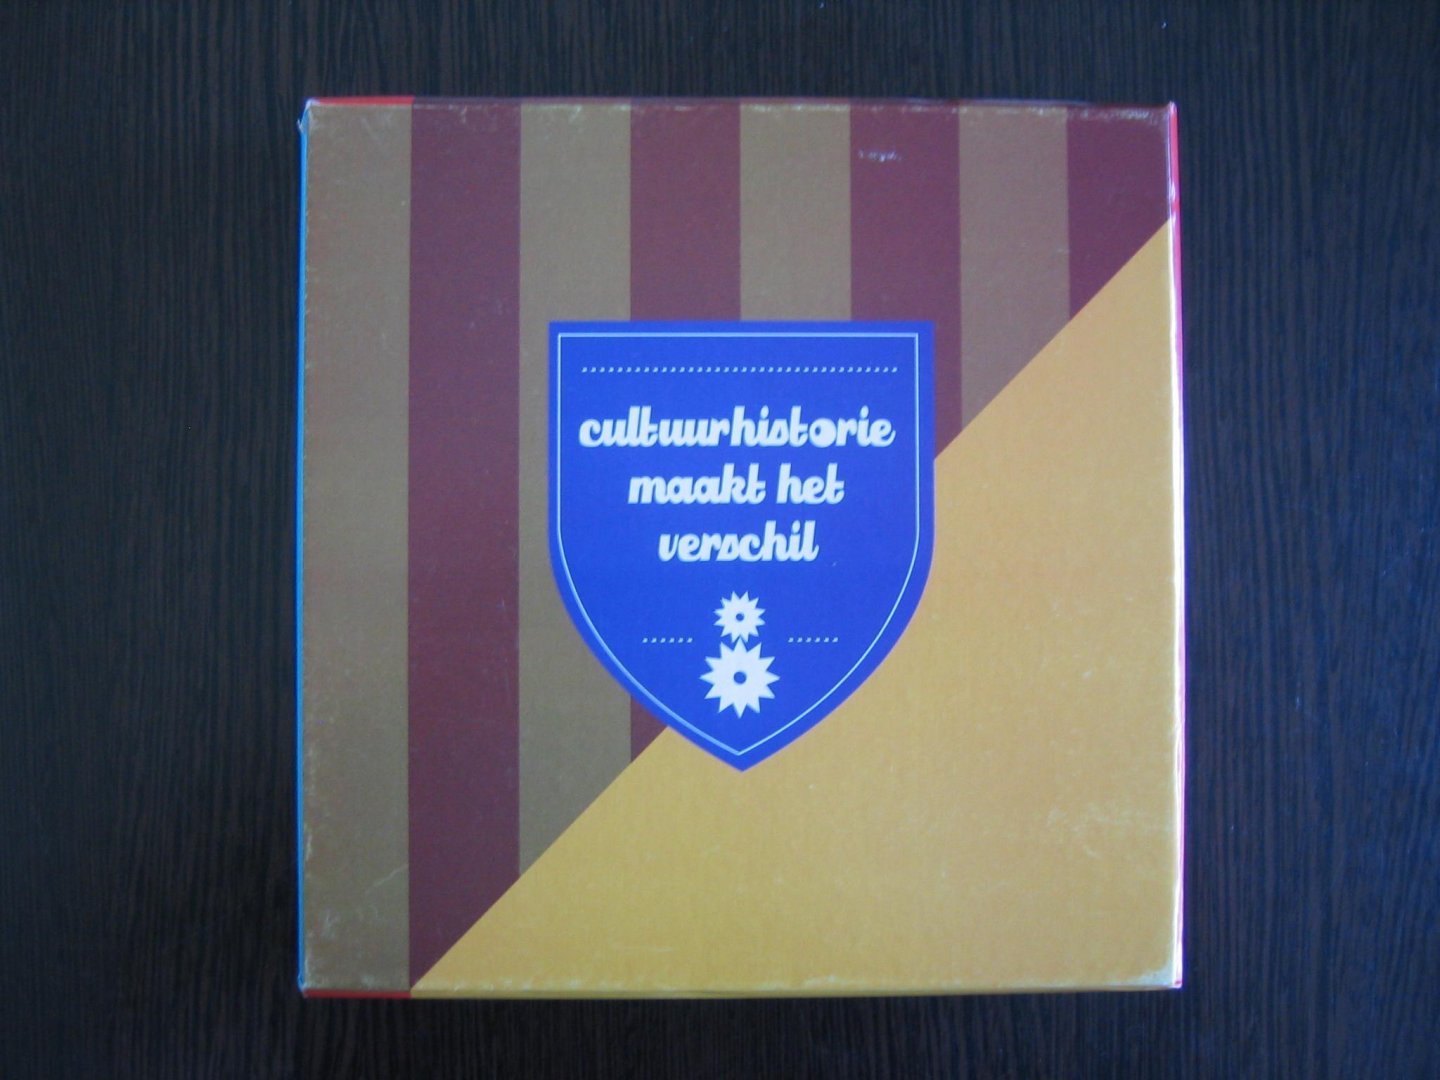 cultuurhistorie
maakt het
verschil